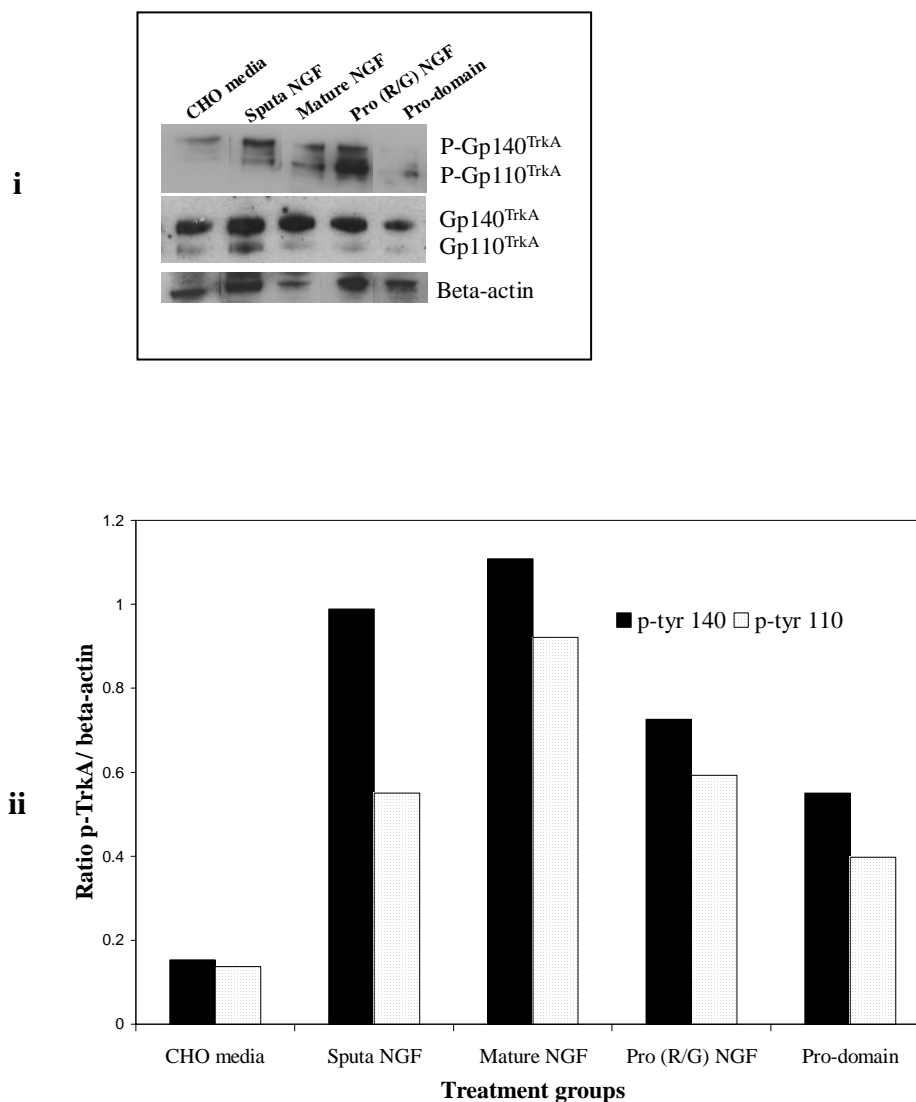 i
CHO media
Sputa NGF
Mature NGF
Pro (R/G) NGF
Pro-domain
P-Gp140TrkA
P-Gp110TrkA
Gp140TrkA
Gp110TrkA
Beta-actin
ii
Ratio p-TrkA/ beta-actin
1.2
1
0.8
0.6
0.4
0.2
0
p-tyr 140 p-tyr 110
CHO media Sputa NGF Mature NGF Pro (R/G) NGF Pro-domain
Treatment groups